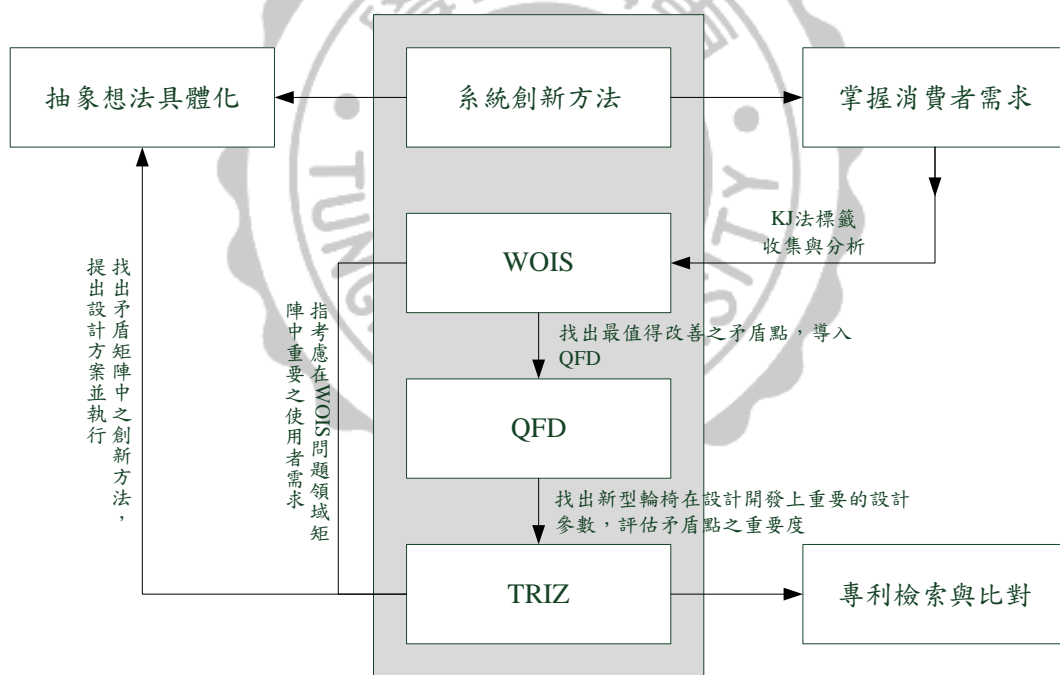 抽象想法具體化
系統創新方法
掌握消費者需求
KJ法標籤
收集與分析
WOIS
找出最值得改善之矛盾點，導入
QFD
找出矛盾矩陣中之創新方法，
提出設計方案並執行
指考慮在WOIS問題領域矩
陣中重要之使用者需求
QFD
找出新型輪椅在設計開發上重要的設計
參數，評估矛盾點之重要度
TRIZ
專利檢索與比對